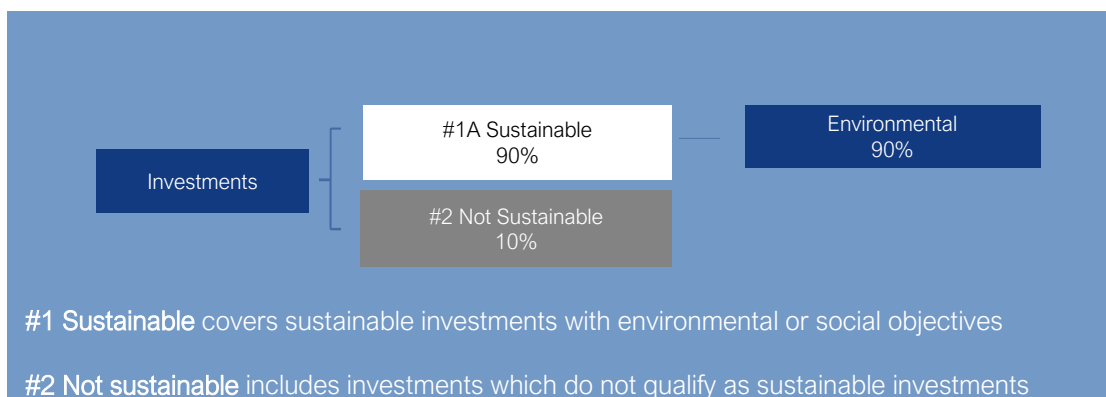 Investments
#1A Sustainable
90%
#2 Not Sustainable
10%
Environmental
90%
#1 Sustainable covers sustainable investments with environmental or social objectives
#2 Not sustainable includes investments which do not qualify as sustainable investments